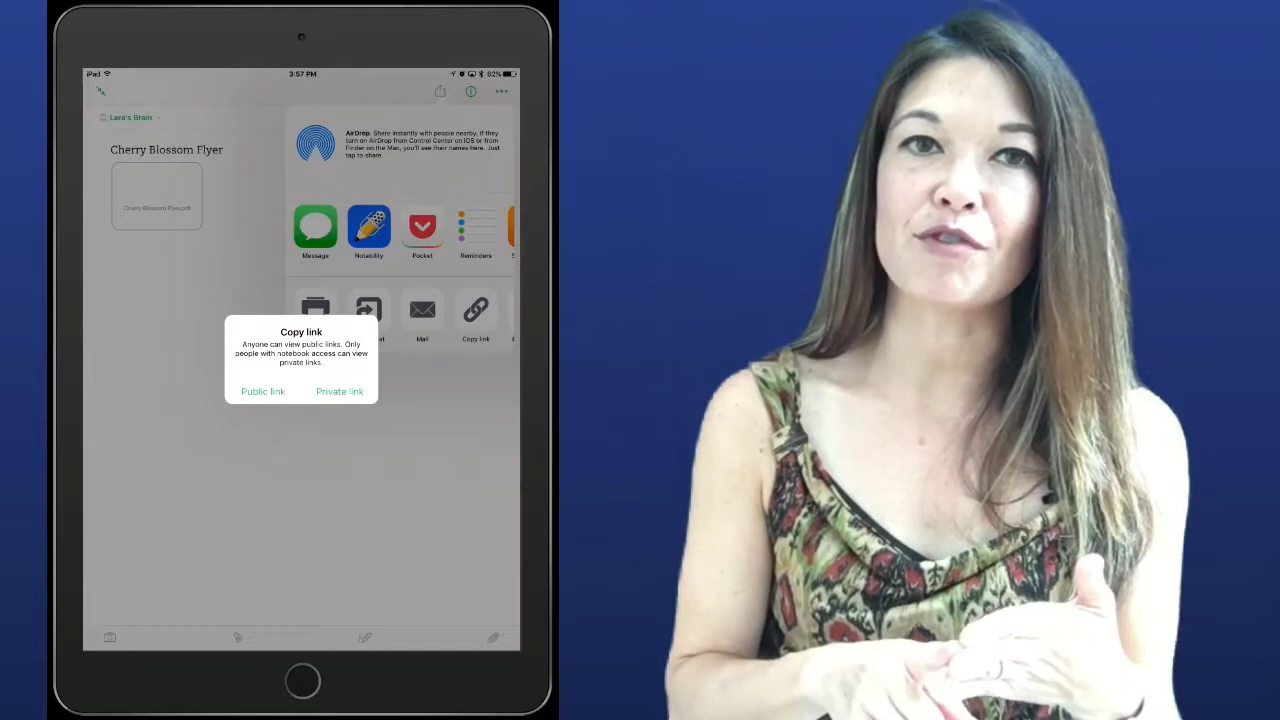 iPad
3:57 PM
62%
Lara's Brain
Cherry Blossom Flyer
Cherry Blossom Flyer.pdf
AirDrop. Share instantly with people nearby. If they
turn on AirDrop from Control Center on iOS or from
Finder on the Mac, you'll see their names here. Just
tap to share.
Message
Notability
Pocket
Reminders
Mail
Copy link
Copy link
Anyone can view public links. Only
people with notebook access can view
private links.
Public link
Private link